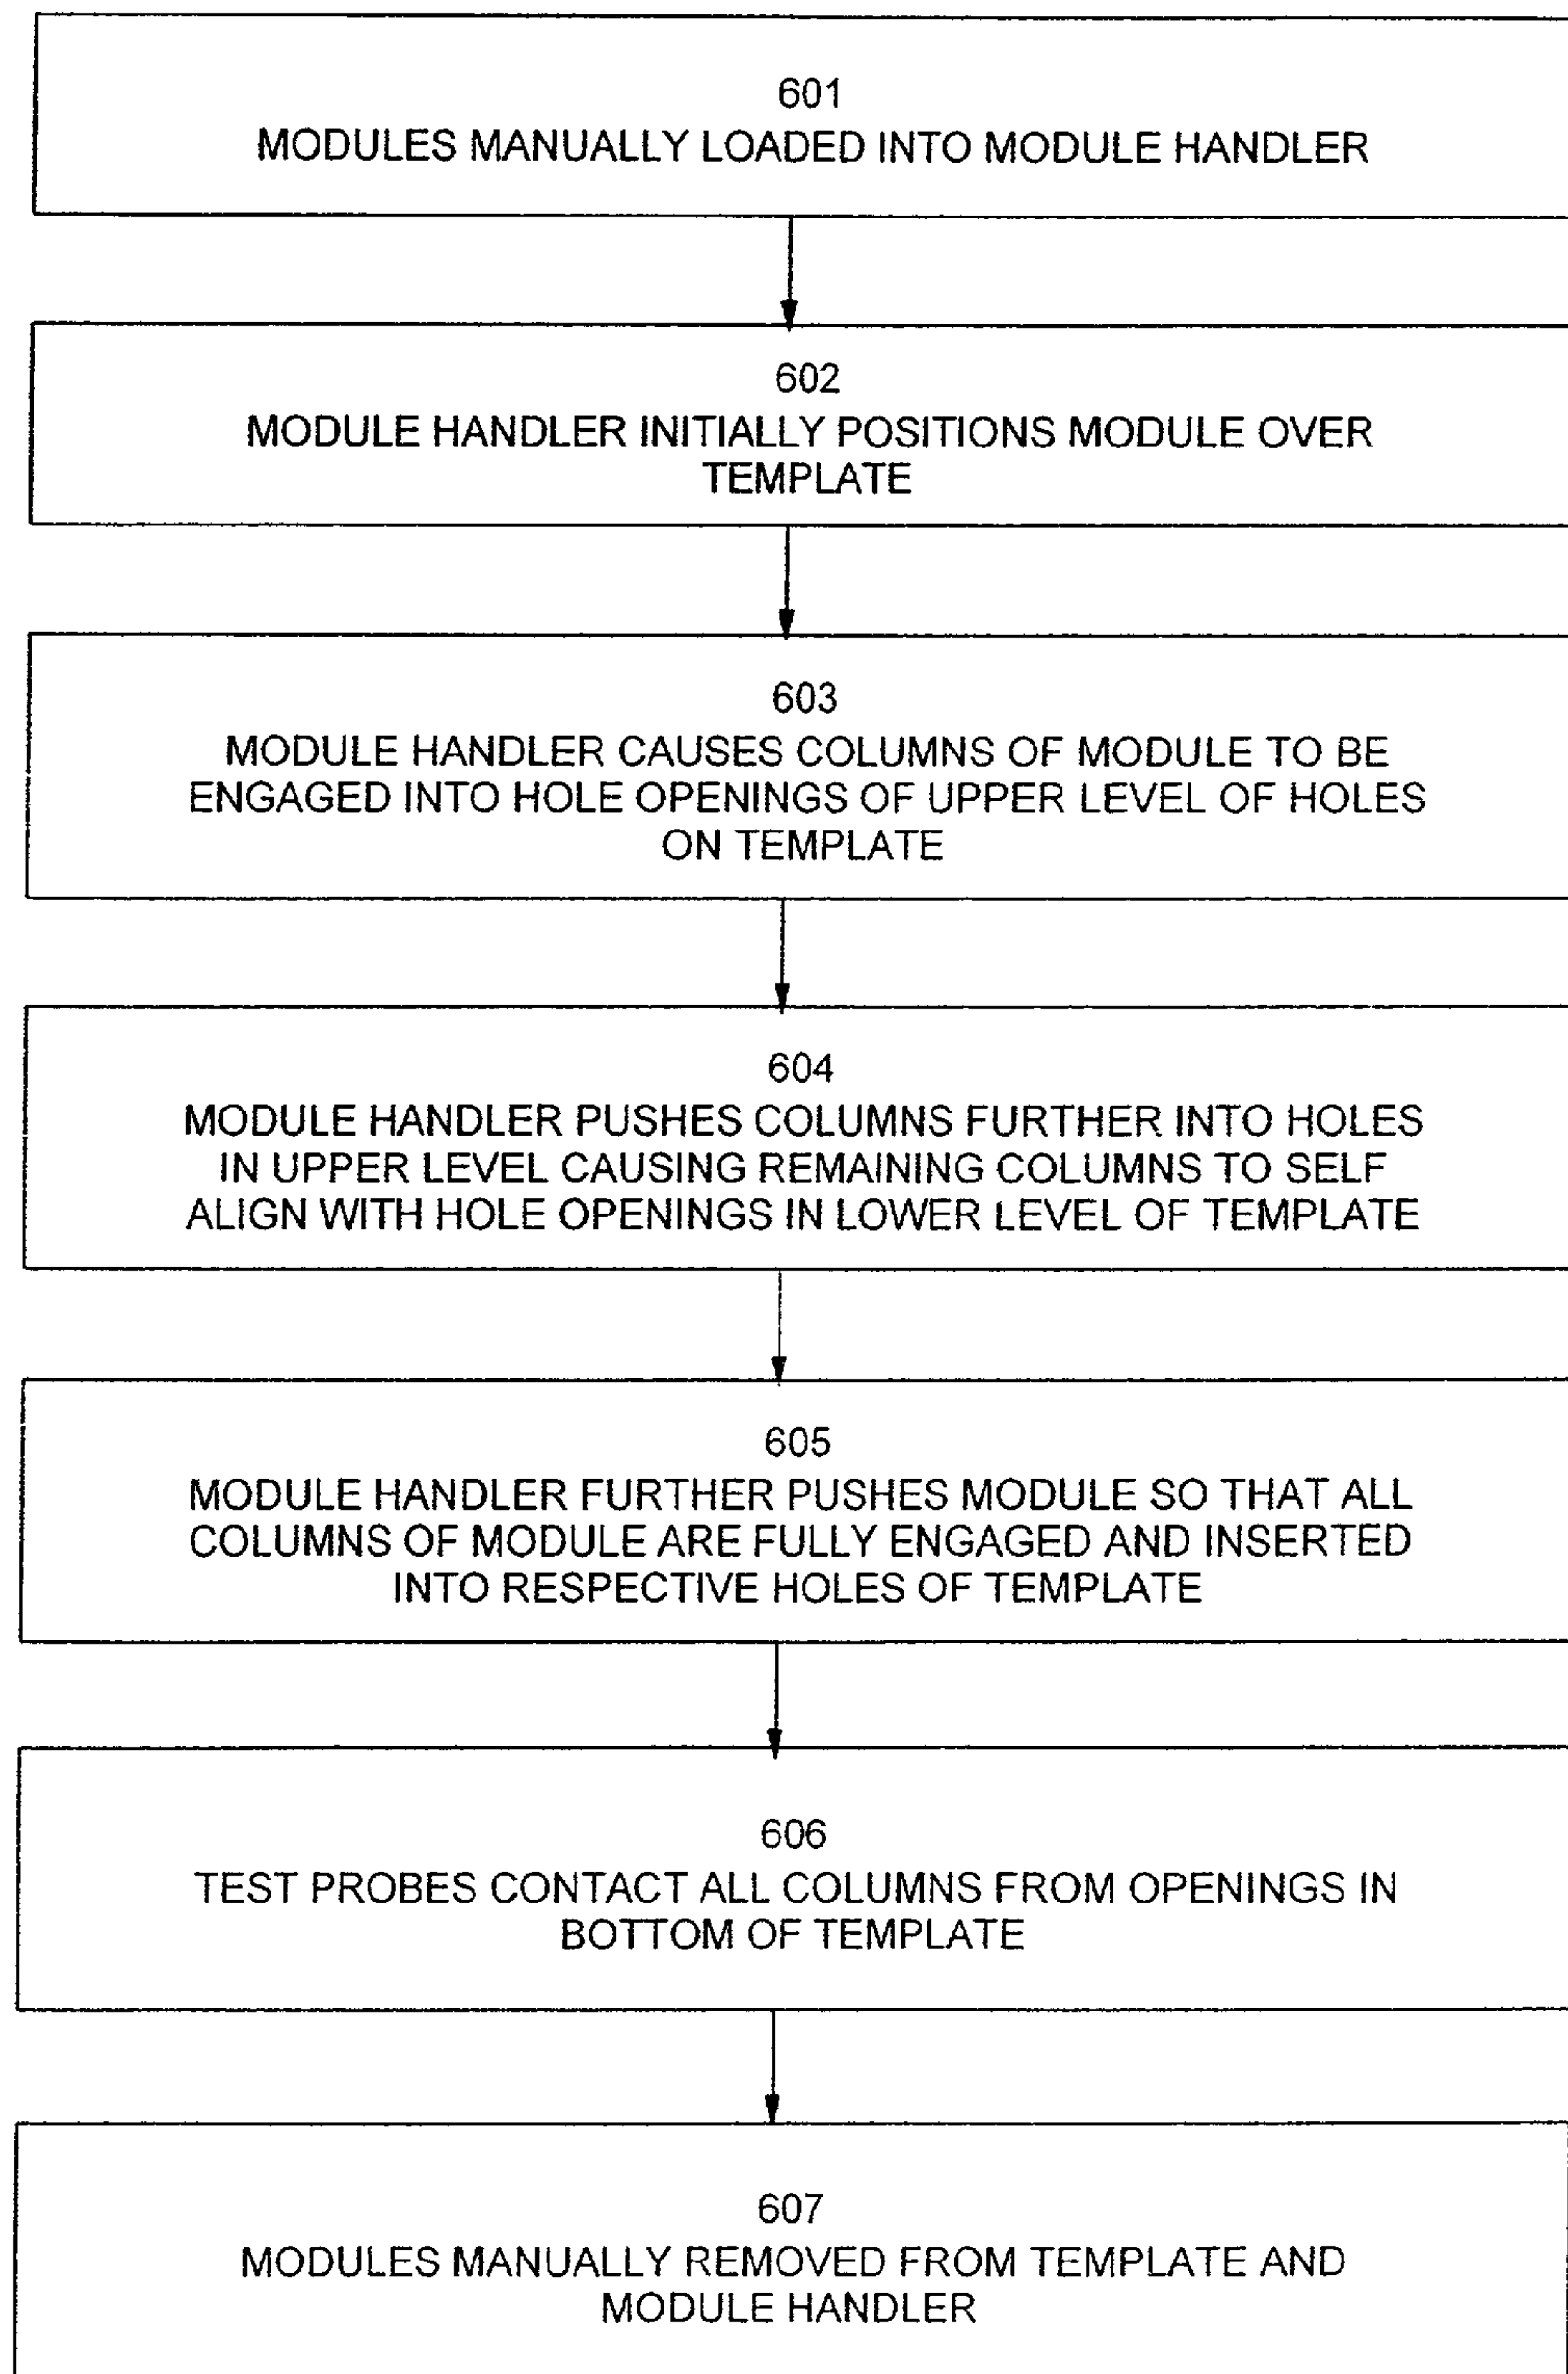 601
MODULES MANUALLY LOADED INTO MODULE HANDLER
602
MODULE HANDLER INITIALLY POSITIONS MODULE OVER
TEMPLATE
603
MODULE HANDLER CAUSES COLUMNS OF MODULE TO BE
ENGAGED INTO HOLE OPENINGS OF UPPER LEVEL OF HOLES
ON TEMPLATE
604
MODULE HANDLER PUSHES COLUMNS FURTHER INTO HOLES
IN UPPER LEVEL CAUSING REMAINING COLUMNS TO SELF
ALIGN WITH HOLE OPENINGS IN LOWER LEVEL OF TEMPLATE
605
MODULE HANDLER FURTHER PUSHES MODULE SO THAT ALL
COLUMNS OF MODULE ARE FULLY ENGAGED AND INSERTED
INTO RESPECTIVE HOLES OF TEMPLATE
606
TEST PROBES CONTACT ALL COLUMNS FROM OPENINGS IN
BOTTOM OF TEMPLATE
607
MODULES MANUALLY REMOVED FROM TEMPLATE AND
MODULE HANDLER